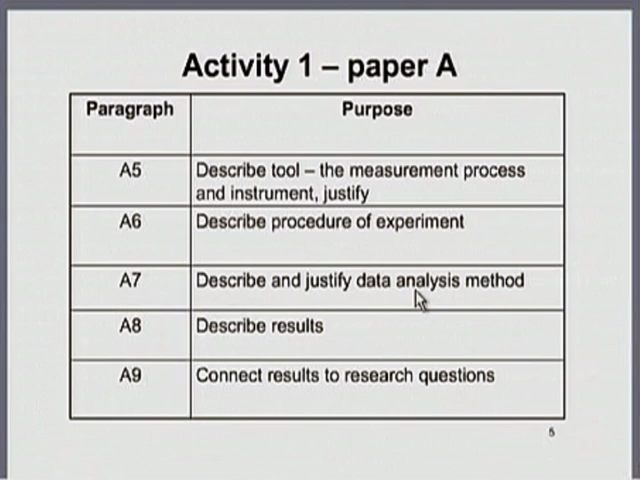 Activity 1 – paper A
Paragraph
Purpose
A5
Describe tool – the measurement process
and instrument, justify
A6
Describe procedure of experiment
A7
Describe and justify data analysis method
A8
Describe results
A9
Connect results to research questions
5